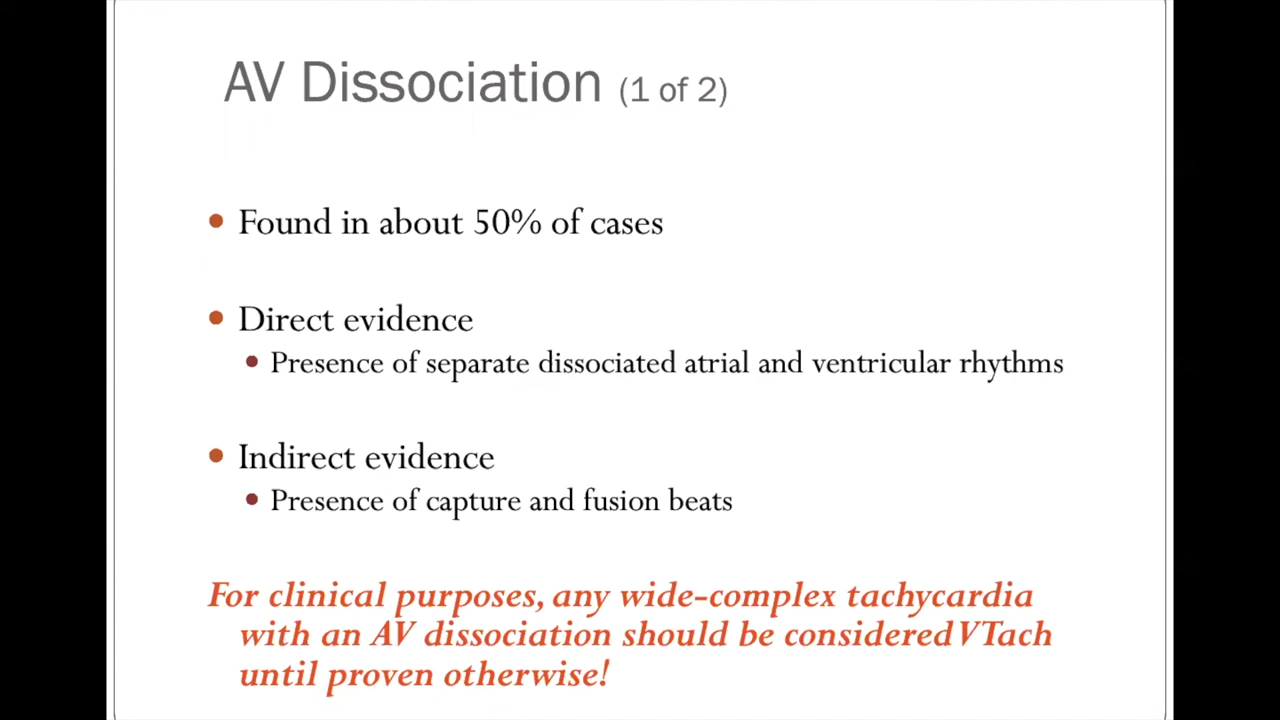 AV Dissociation (1 of 2)
Found in about 50% of cases
Direct evidence
Presence of separate dissociated atrial and ventricular rhythms
Indirect evidence
Presence of capture and fusion beats
For clinical purposes, any wide-complex tachycardia
with an AV dissociation should be considered VTach
until proven otherwise!